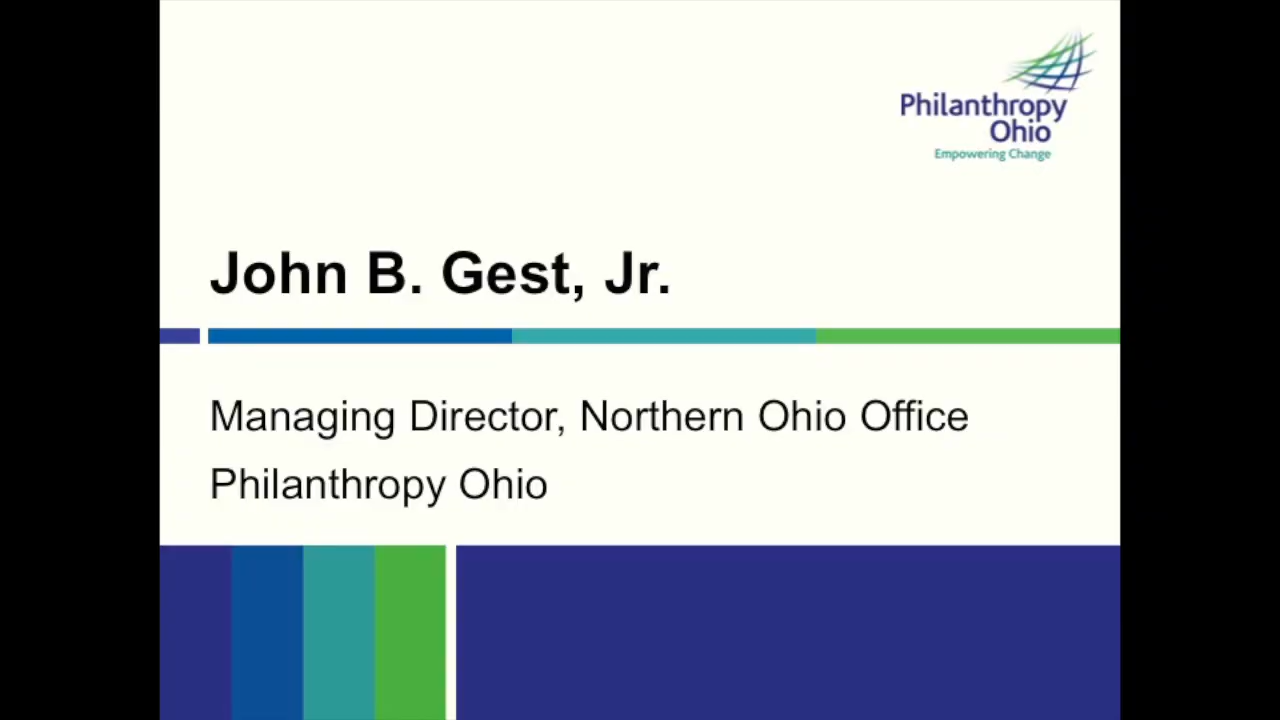 Philanthropy
Ohio
Empowering Change
John B. Gest, Jr.
Managing Director, Northern Ohio Office
Philanthropy Ohio